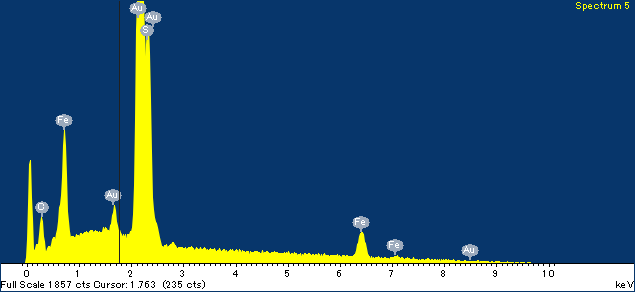 Spectrum 5
Au
Au
S
Fe
Au
Fe
Fe
Au
0 1 2 3 4 5 6 7 8 9 10
Full Scale 1857 cts Cursor: 1.763 (235 cts) keV